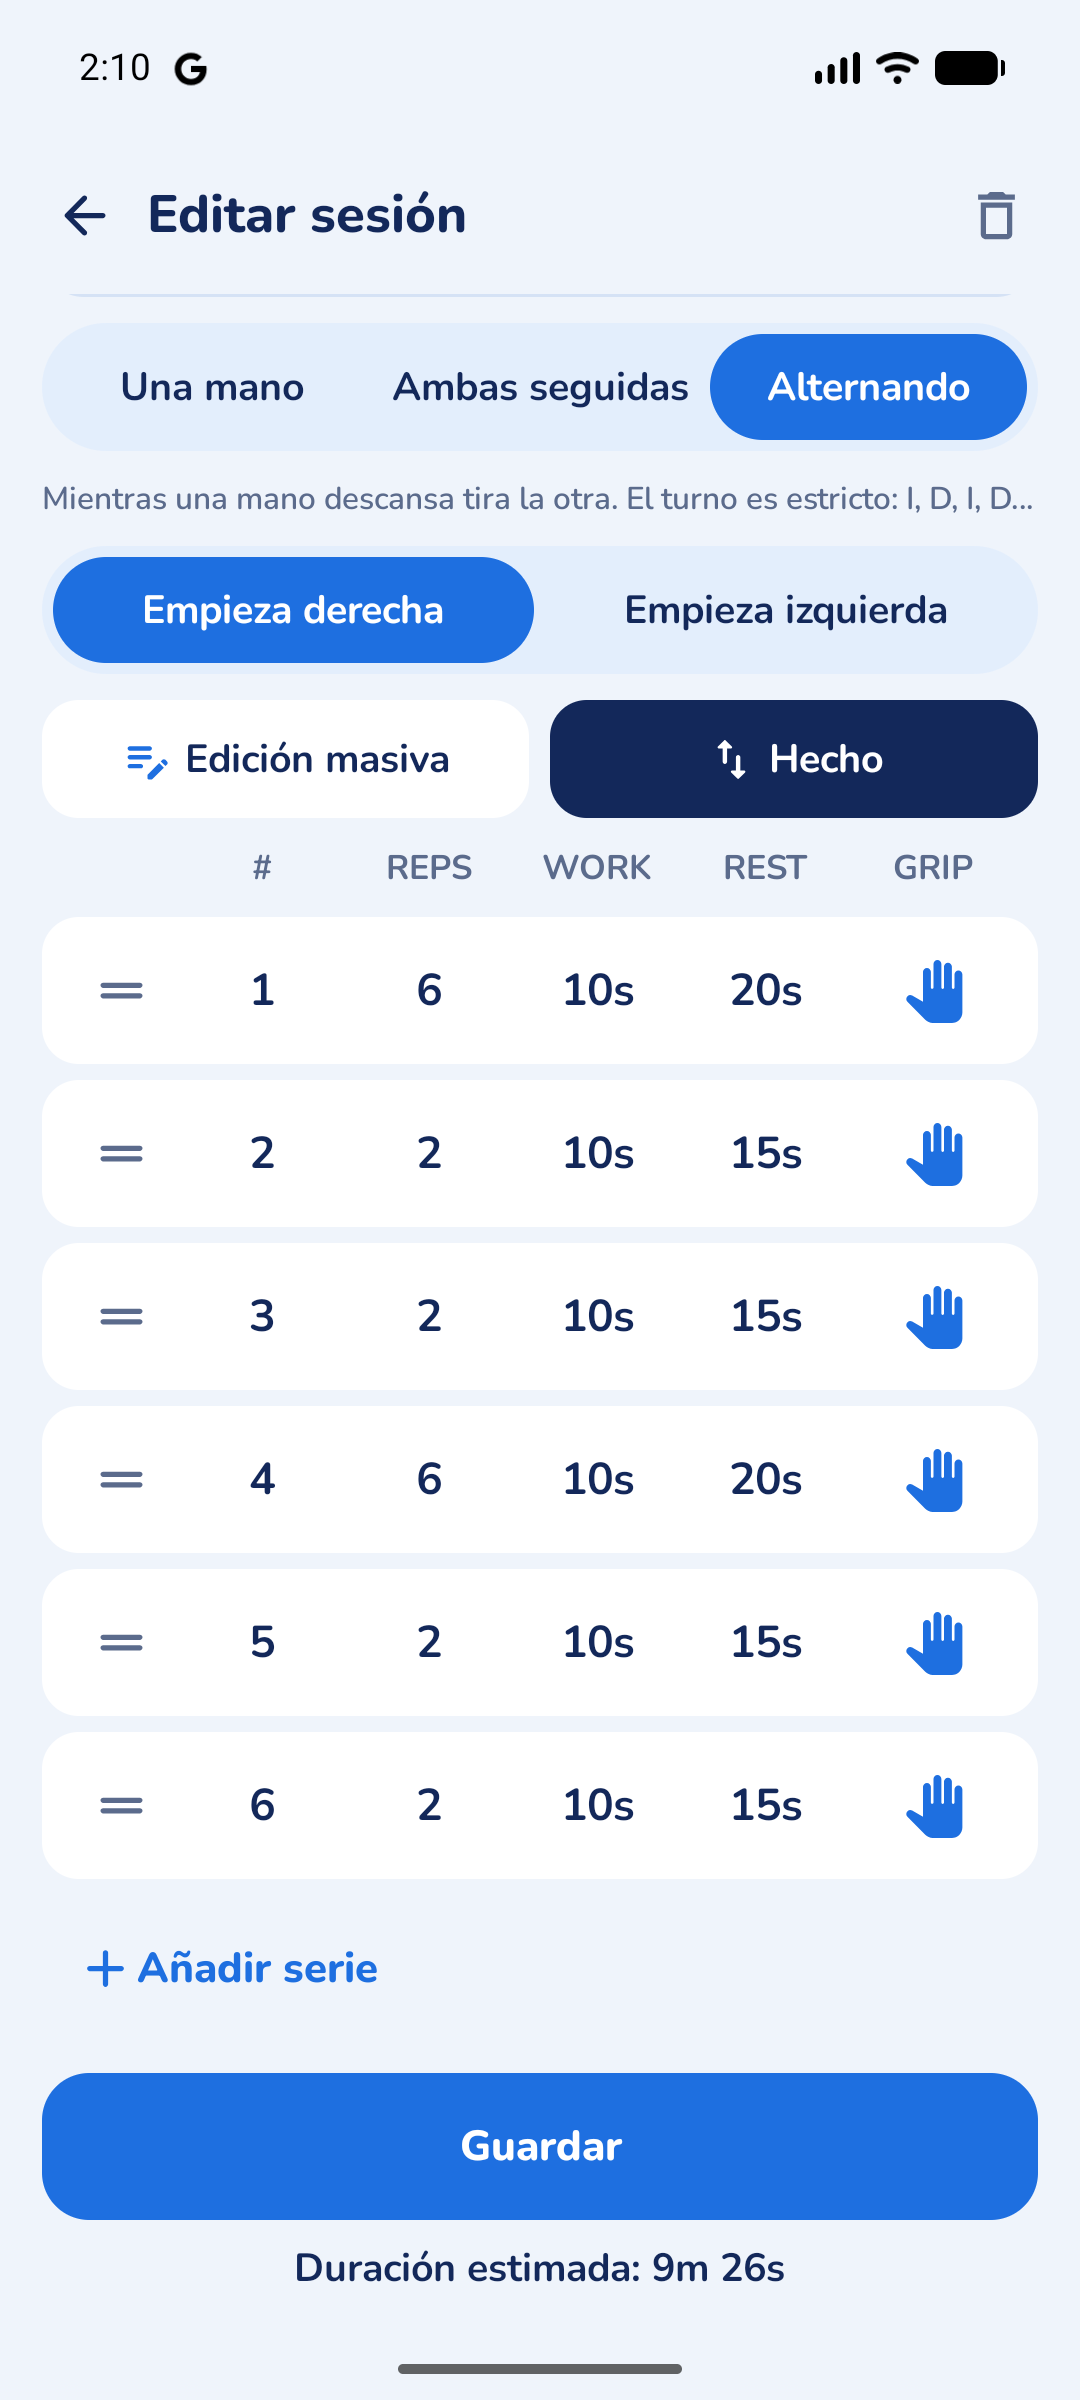 2:10 G
Editar sesión
Una mano Ambas seguidas Alternando
Mientras una mano descansa tira la otra. El turno es estricto: I, D, I, D...
Empieza derecha Empieza izquierda
Edición masiva Hecho
# REPS WORK REST GRIP
1 6 10s 20s
2 2 10s 15s
3 2 10s 15s
4 6 10s 20s
5 2 10s 15s
6 2 10s 15s
+ Añadir serie
Guardar
Duración estimada: 9m 26s